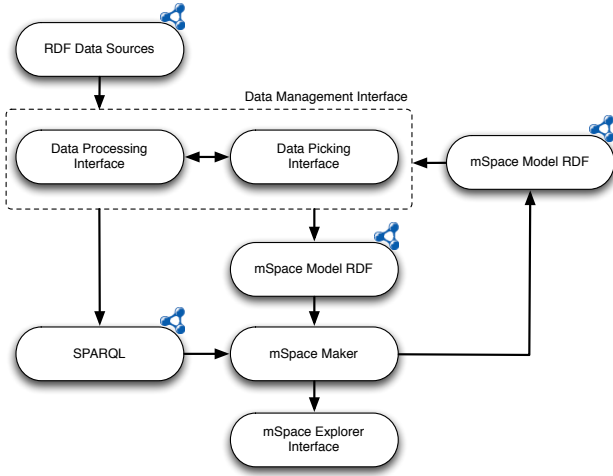 RDF Data Sources
Data Management Interface
Data Processing
Interface
Data Picking
Interface
mSpace Model RDF
mSpace Model RDF
SPARQL
mSpace Maker
mSpace Explorer
Interface